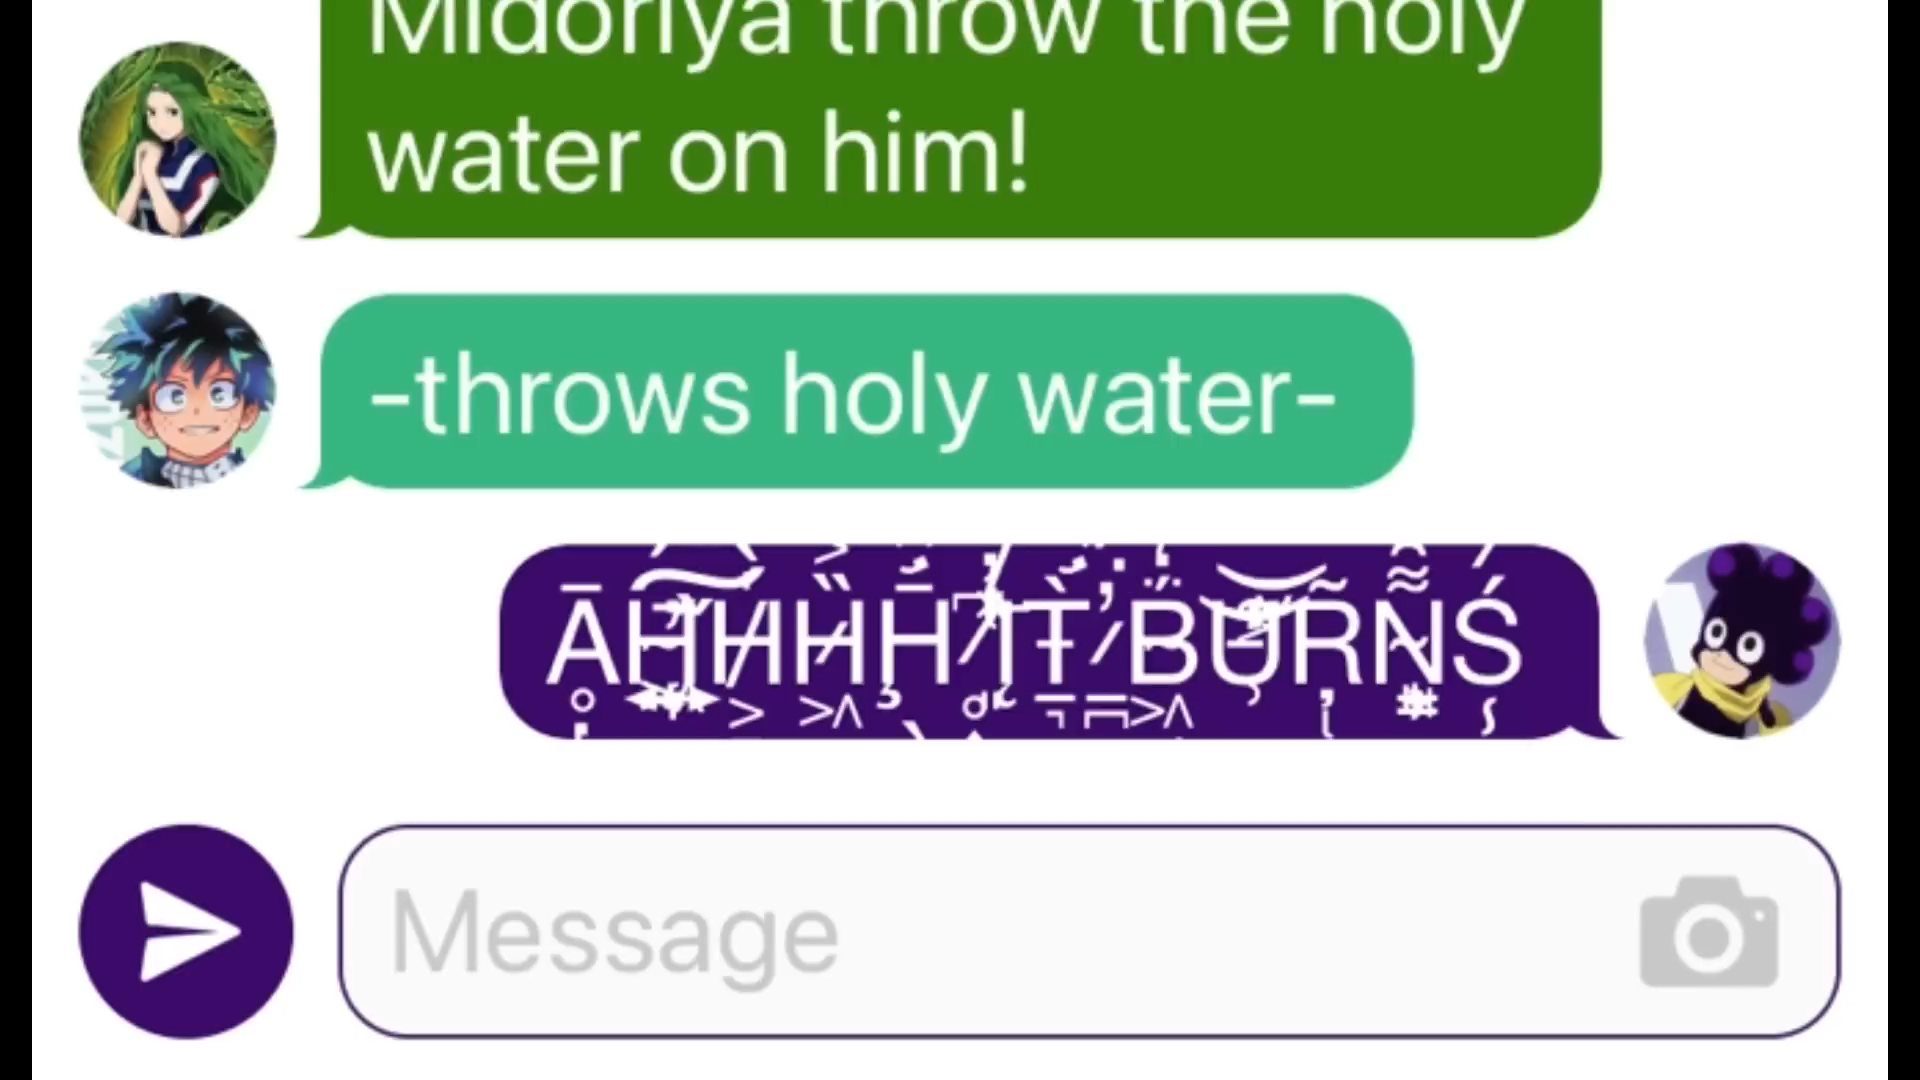 Midoriya throw the holy
water on him!
-throws holy water-
AHHHH IT BURNS
Message